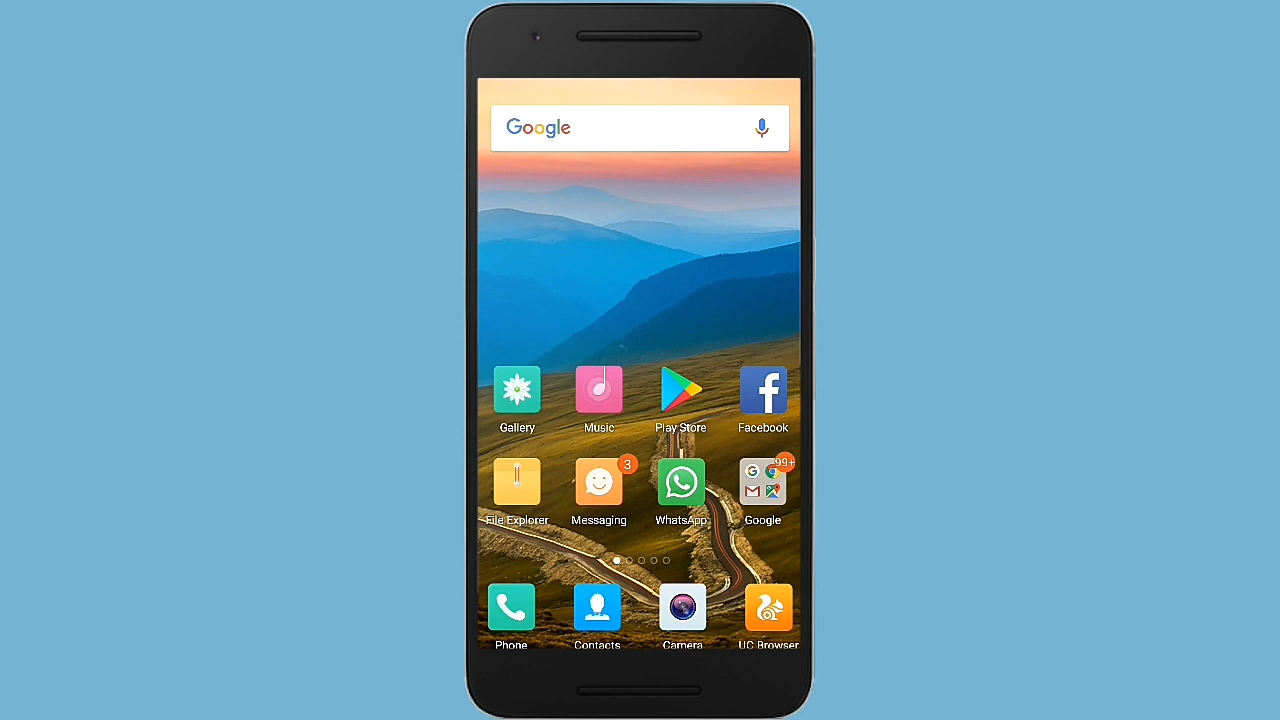 Google
Gallery Music Play Store Facebook
3 99+
File Explorer Messaging WhatsApp Google
Phone Contacts Camera UC Browser